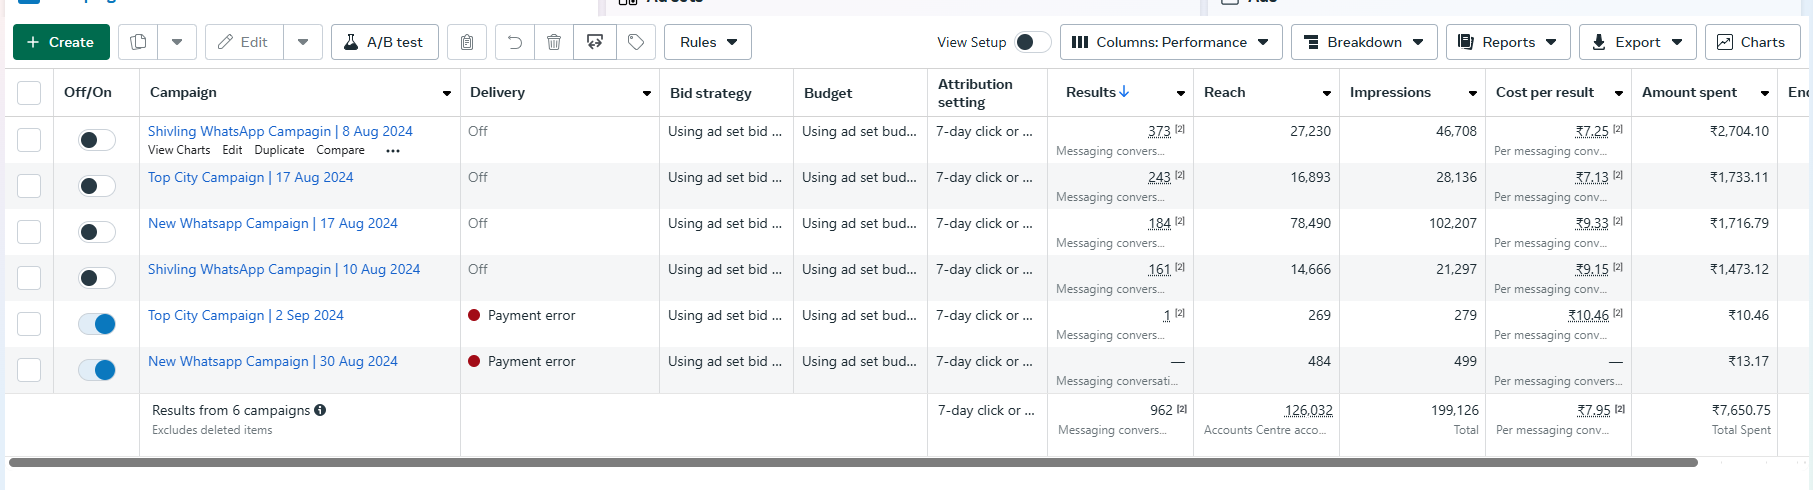 Create
Edit
A/B test
Rules
View Setup
Columns: Performance
Breakdown
Reports
Export
Charts
Off/On
Campaign
Delivery
Bid strategy
Budget
Attribution
setting
Results
Reach
Impressions
Cost per result
Amount spent
Shivling WhatsApp Campagin | 8 Aug 2024
View Charts Edit Duplicate Compare ...
Off
Using ad set bid ...
Using ad set bud...
7-day click or ...
373 [2]
Messaging convers...
27,230
46,708
₹7.25 [2]
Per messaging conv...
₹2,704.10
Top City Campaign | 17 Aug 2024
Off
Using ad set bid ...
Using ad set bud...
7-day click or ...
243 [2]
Messaging convers...
16,893
28,136
₹7.13 [2]
Per messaging conv...
₹1,733.11
New Whatsapp Campaign | 17 Aug 2024
Off
Using ad set bid ...
Using ad set bud...
7-day click or ...
184 [2]
Messaging convers...
78,490
102,207
₹9.33 [2]
Per messaging conv...
₹1,716.79
Shivling WhatsApp Campagin | 10 Aug 2024
Off
Using ad set bid ...
Using ad set bud...
7-day click or ...
161 [2]
Messaging convers...
14,666
21,297
₹9.15 [2]
Per messaging conv...
₹1,473.12
Top City Campaign | 2 Sep 2024
Payment error
Using ad set bid ...
Using ad set bud...
7-day click or ...
1 [2]
Messaging convers...
269
279
₹10.46 [2]
Per messaging conv...
₹10.46
New Whatsapp Campaign | 30 Aug 2024
Payment error
Using ad set bid ...
Using ad set bud...
7-day click or ...
—
Messaging conversati...
484
499
—
Per messaging convers...
₹13.17
Results from 6 campaigns
Excludes deleted items
7-day click or ...
962 [2]
Messaging convers...
126,032
Accounts Centre acco...
199,126
Total
₹7.95 [2]
Per messaging conv...
₹7,650.75
Total Spent